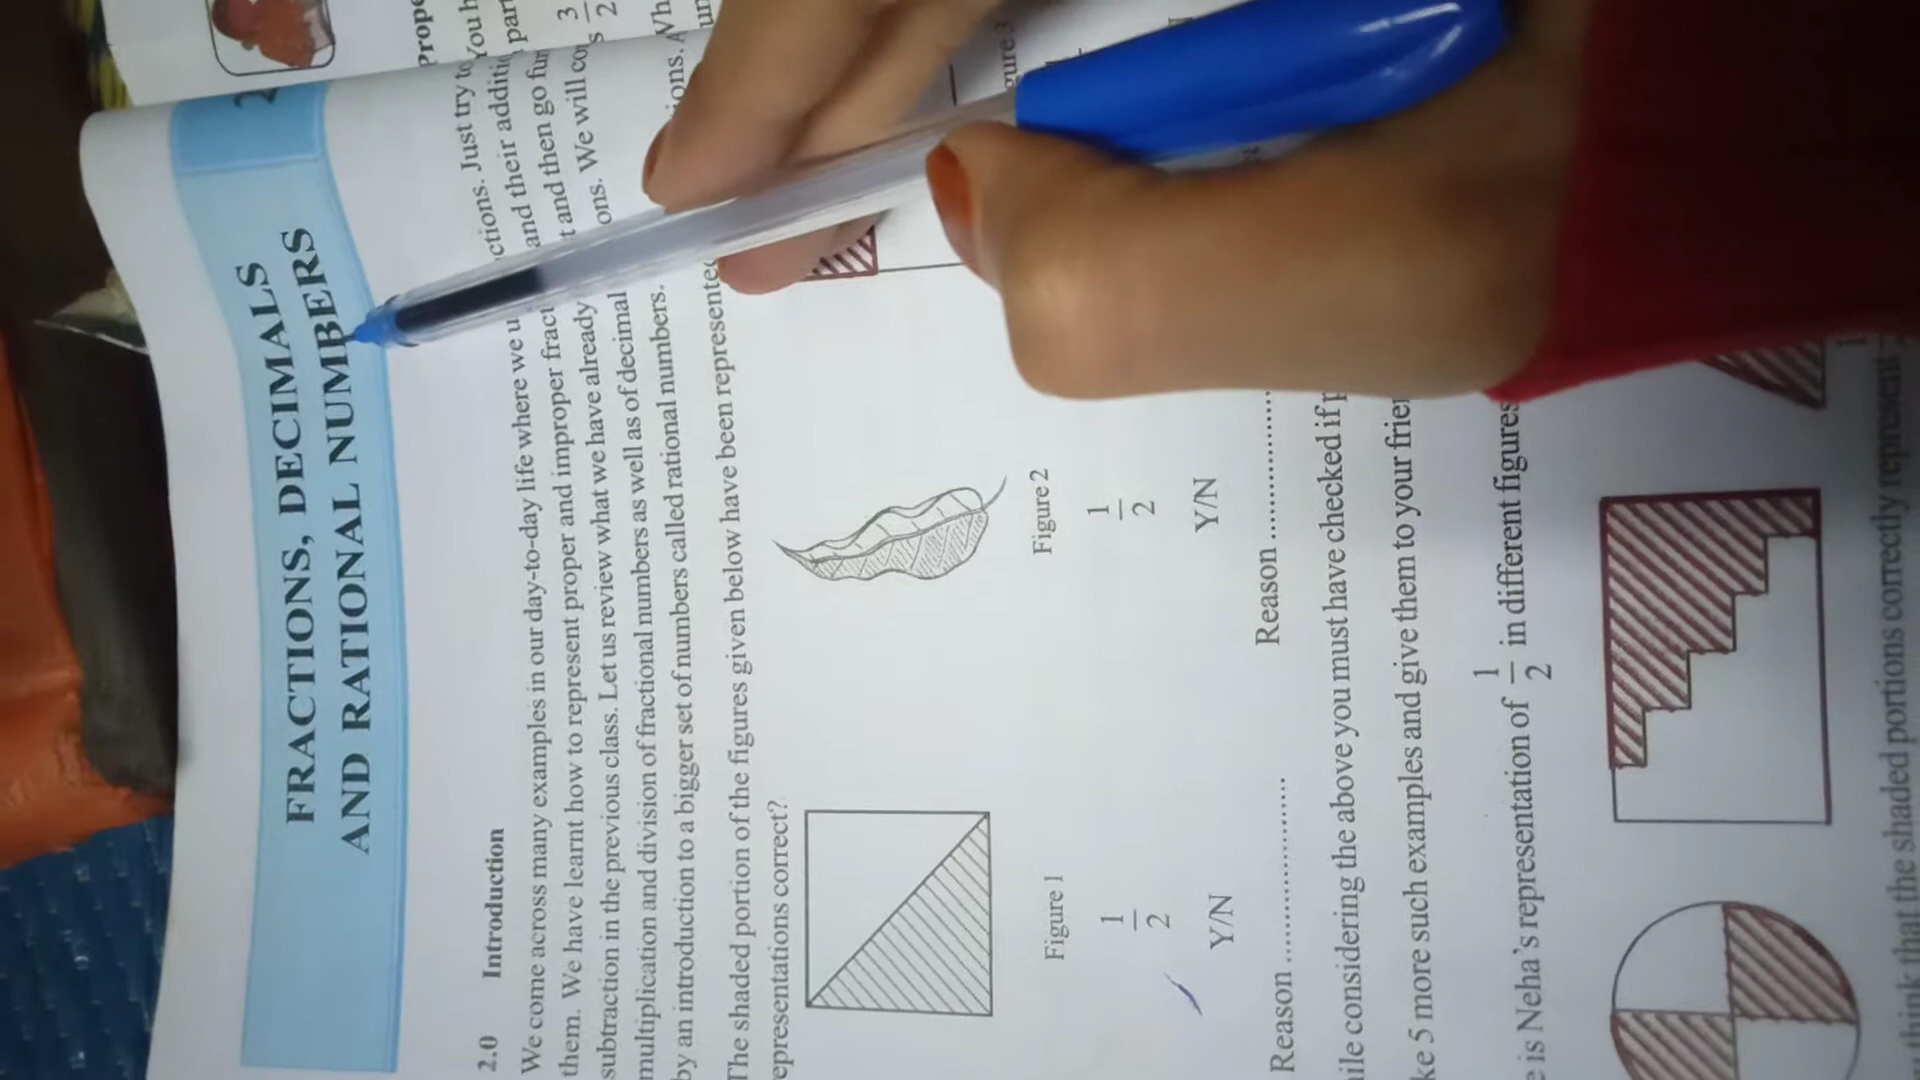 2
FRACTIONS, DECIMALS
AND RATIONAL NUMBERS
2.0 Introduction
We come across many examples in our day-to-day life where we u ctions. Just try to
them. We have learnt how to represent proper and improper fract and their additi
subtraction in the previous class. Let us review what we have already t and then go fur
multiplication and division of fractional numbers as well as of decimal ons. We will co
by an introduction to a bigger set of numbers called rational numbers.
The shaded portion of the figures given below have been represented ions.
epresentations correct?
Figure 1
Figure 2
gure 3
1/2
1/2
Y/N
Y/N
Reason
Reason
ile considering the above you must have checked if p
ke 5 more such examples and give them to your frie
e is Neha's representation of 1/2 in different figures
think that the shaded portions correctly represent
Prope
You h
part
3/2